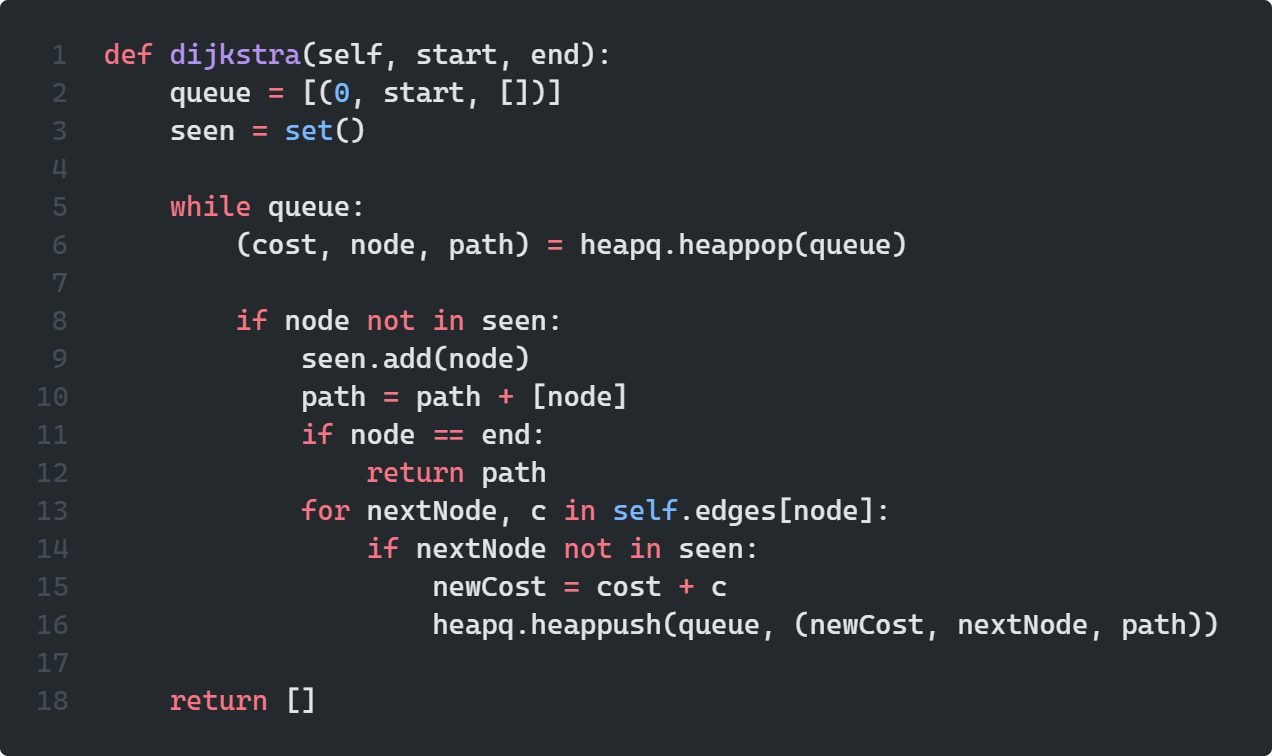 1 def dijkstra(self, start, end):
2     queue = [(0, start, [])]
3     seen = set()
4
5     while queue:
6         (cost, node, path) = heapq.heappop(queue)
7
8         if node not in seen:
9             seen.add(node)
10             path = path + [node]
11             if node == end:
12                 return path
13             for nextNode, c in self.edges[node]:
14                 if nextNode not in seen:
15                     newCost = cost + c
16                     heapq.heappush(queue, (newCost, nextNode, path))
17
18     return []